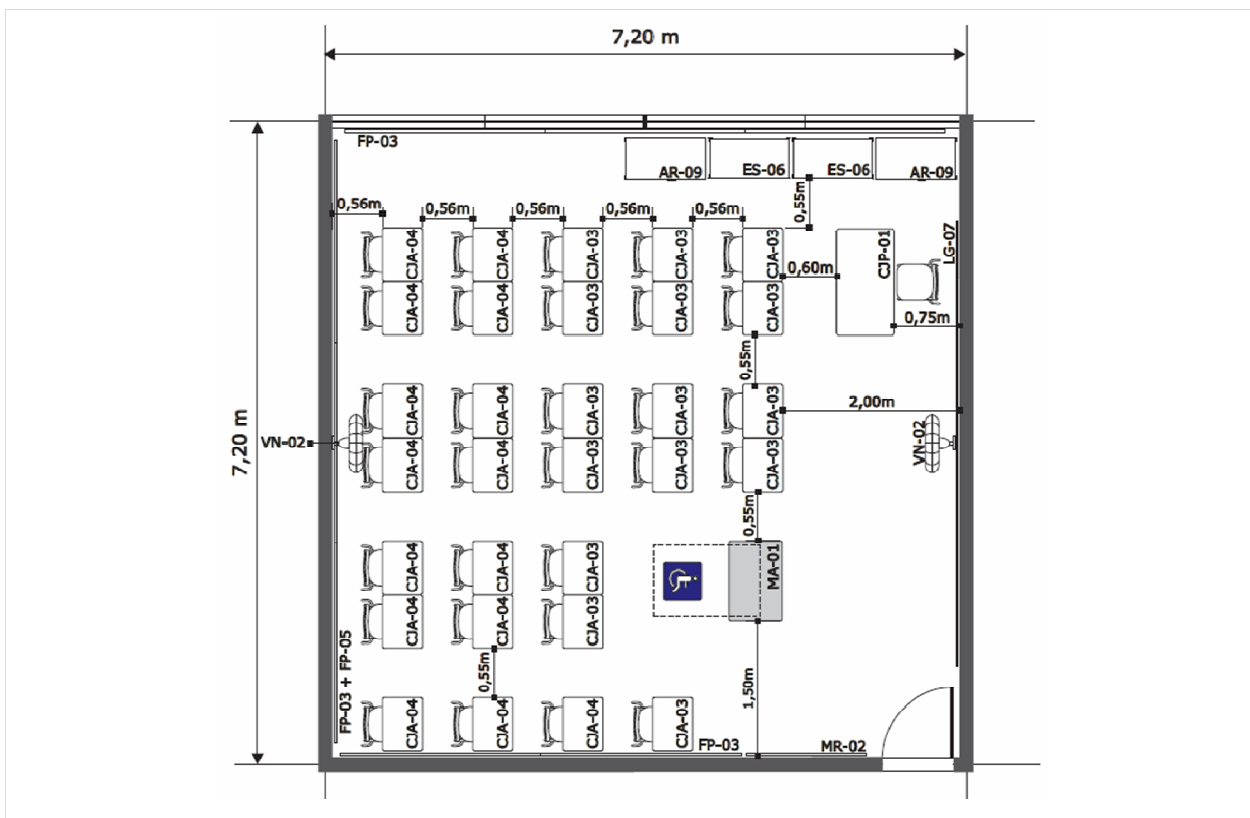 7,20 m
7,20 m
FP-03
AR-09
ES-06
ES-06
AR-09
0,56m
0,56m
0,56m
0,56m
0,56m
0,55m
CJA-04
CJA-04
CJA-03
CJA-03
CJA-03
0,60m
CJP-01
LG-07
CJA-04
CJA-04
CJA-03
CJA-03
CJA-03
0,75m
0,55m
CJA-04
CJA-04
CJA-03
CJA-03
CJA-03
2,00m
VN-02
VN-02
CJA-04
CJA-04
CJA-03
CJA-03
CJA-03
0,55m
CJA-04
CJA-04
CJA-03
MA-01
CJA-04
CJA-04
CJA-03
FP-03 + FP-05
0,55m
1,50m
CJA-04
CJA-04
CJA-04
CJA-03
FP-03
MR-02